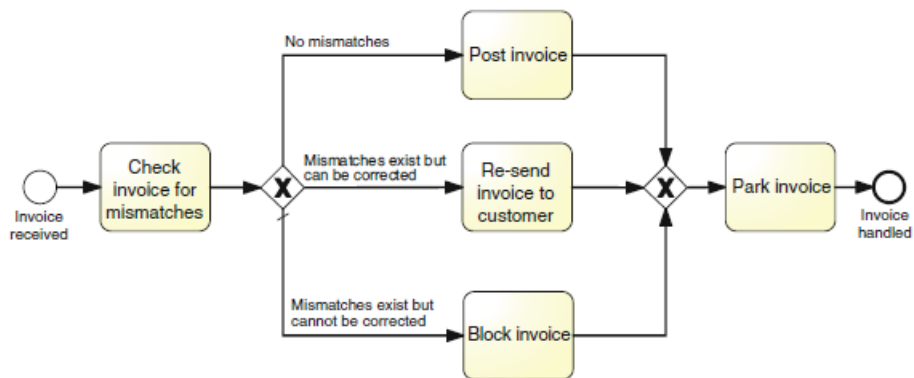 No mismatches
Post invoice
Check
invoice for
mismatches
X
Mismatches exist but
can be corrected
Re-send
invoice to
customer
X
Park invoice
Invoice
received
Invoice
handled
Mismatches exist but
cannot be corrected
Block invoice